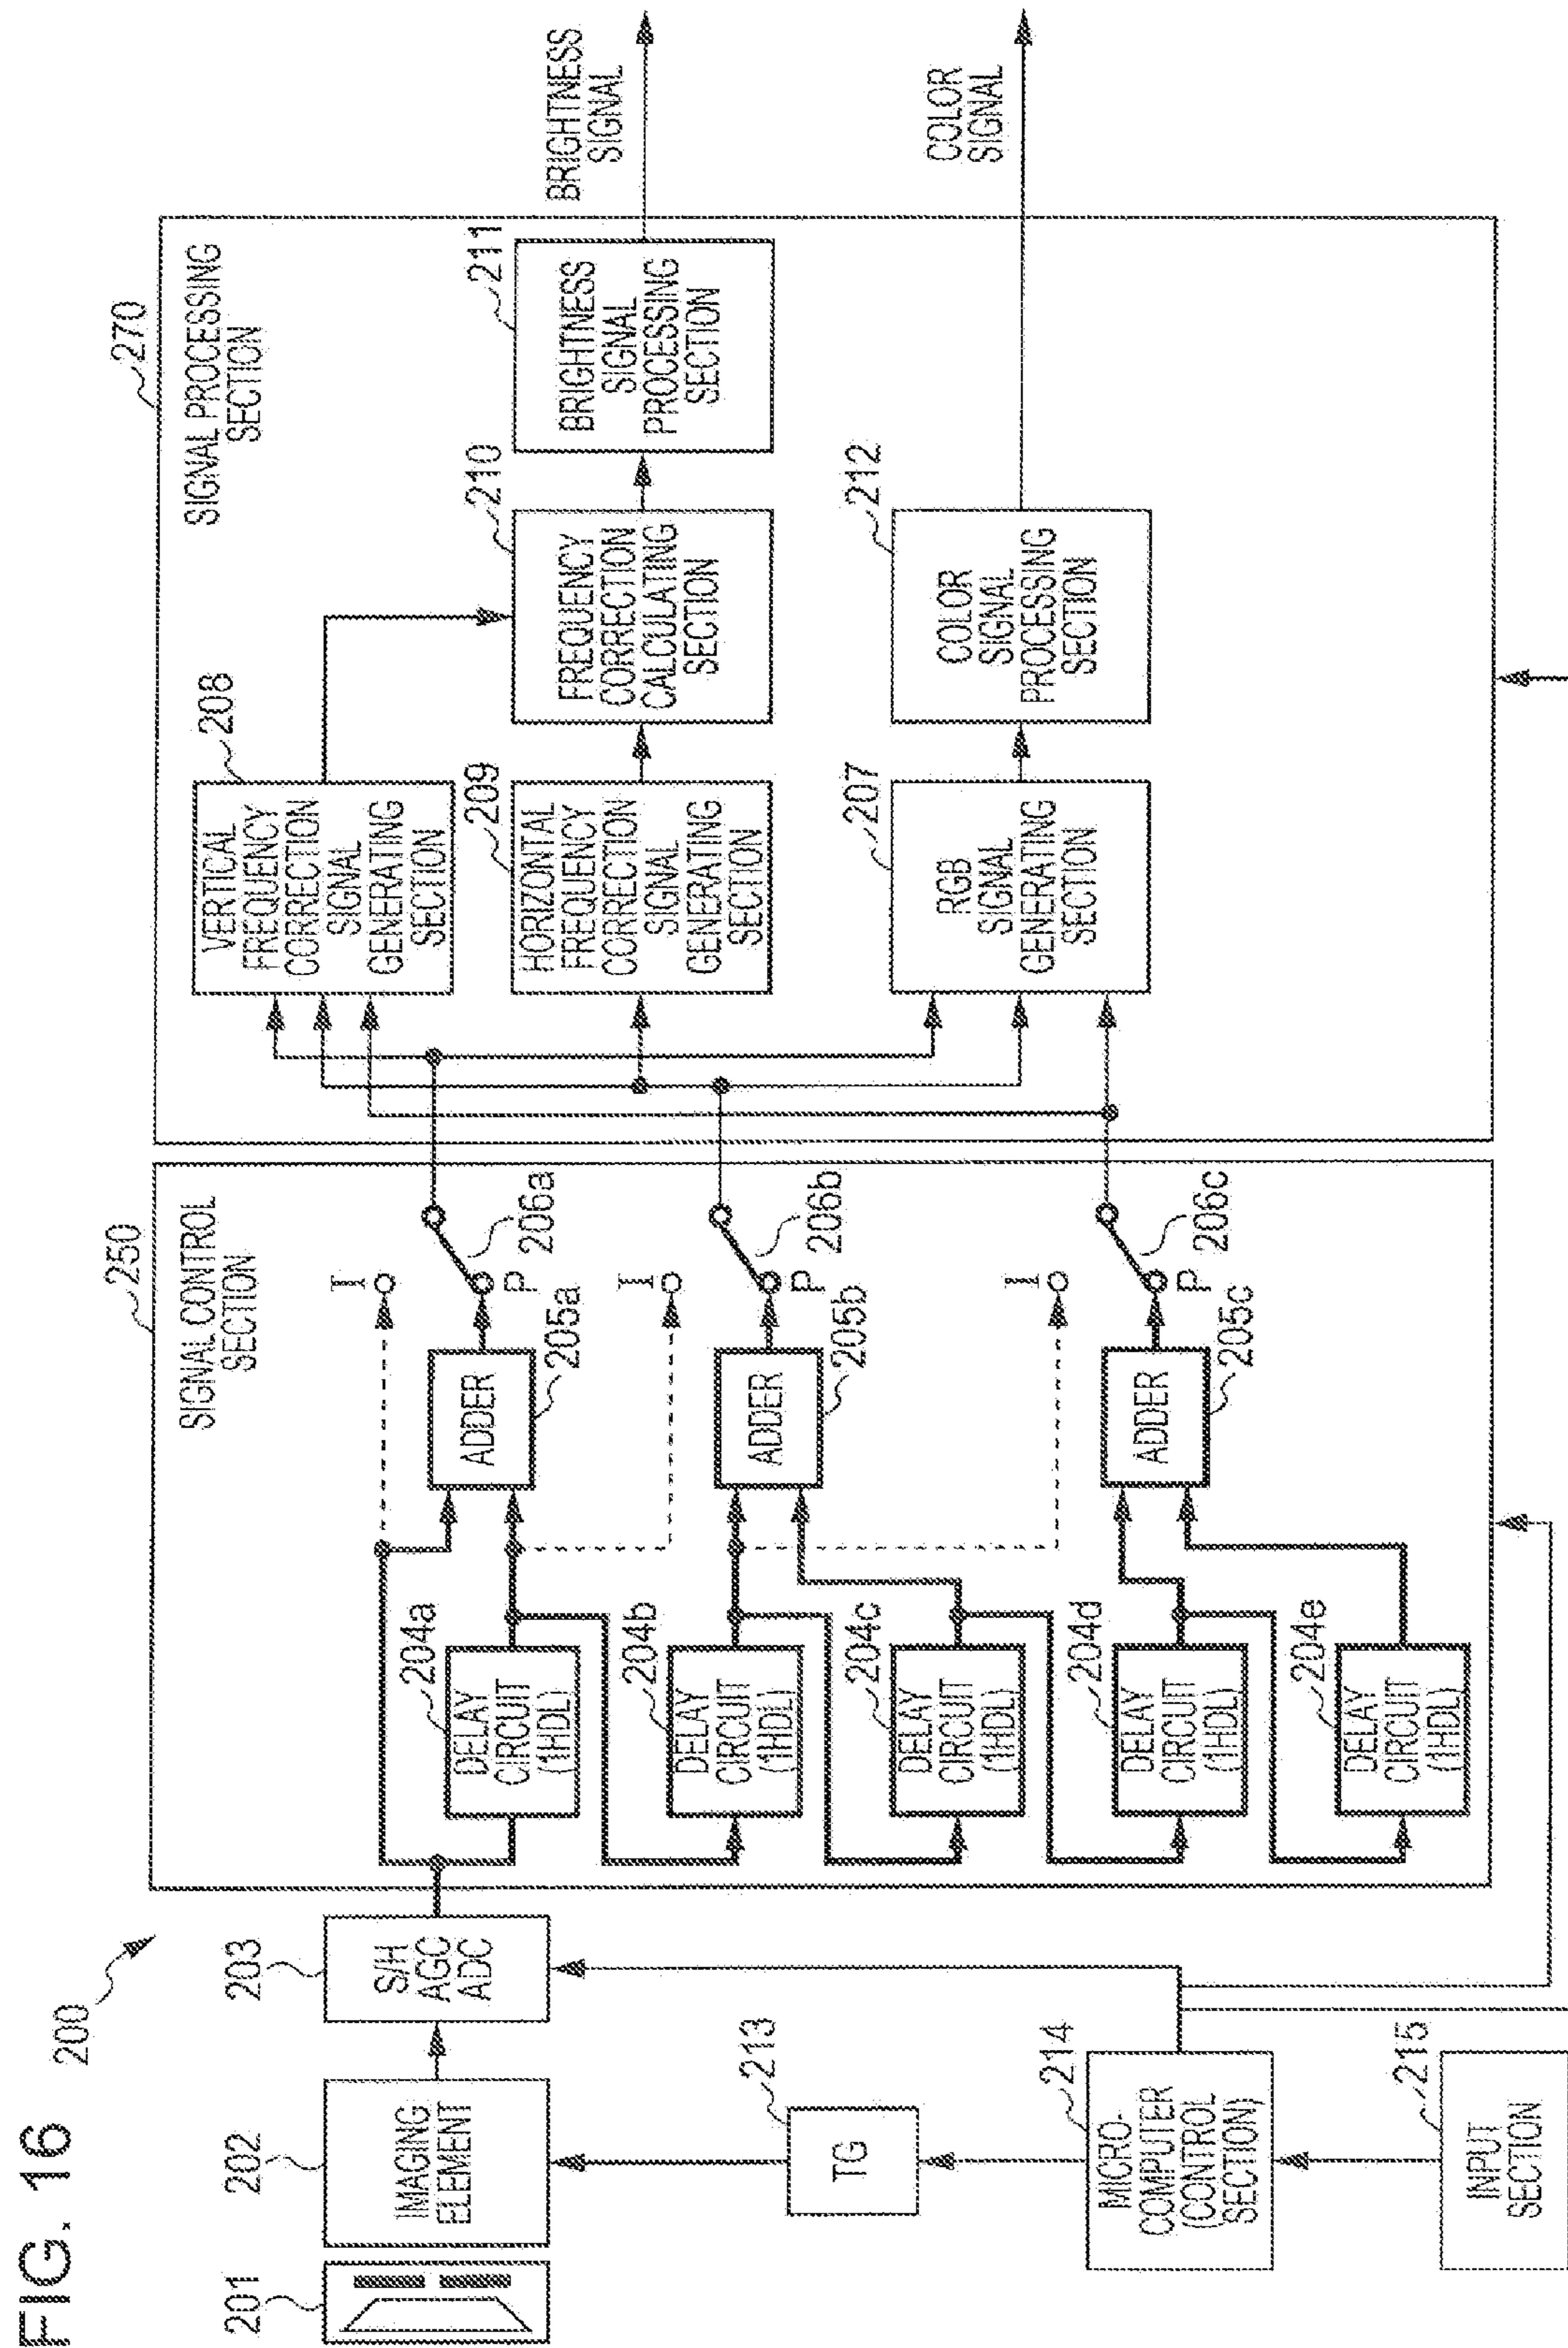 FIG. 16
200
201
202
IMAGING
ELEMENT
203
S/H
AGC
ADC
213
TG
214
MICRO-
COMPUTER
(CONTROL
SECTION)
215
INPUT
SECTION
250
SIGNAL CONTROL
SECTION
204a
DELAY
CIRCUIT
(1HDL)
204b
DELAY
CIRCUIT
(1HDL)
204c
DELAY
CIRCUIT
(1HDL)
204d
DELAY
CIRCUIT
(1HDL)
204e
DELAY
CIRCUIT
(1HDL)
ADDER
205a
I
P
206a
ADDER
205b
I
P
206b
ADDER
205c
I
P
206c
270
SIGNAL PROCESSING
SECTION
208
VERTICAL
FREQUENCY
CORRECTION
SIGNAL
GENERATING
SECTION
209
HORIZONTAL
FREQUENCY
CORRECTION
SIGNAL
GENERATING
SECTION
207
RGB
SIGNAL
GENERATING
SECTION
210
FREQUENCY
CORRECTION
CALCULATING
SECTION
211
BRIGHTNESS
SIGNAL
PROCESSING
SECTION
212
COLOR
SIGNAL
PROCESSING
SECTION
BRIGHTNESS
SIGNAL
COLOR
SIGNAL